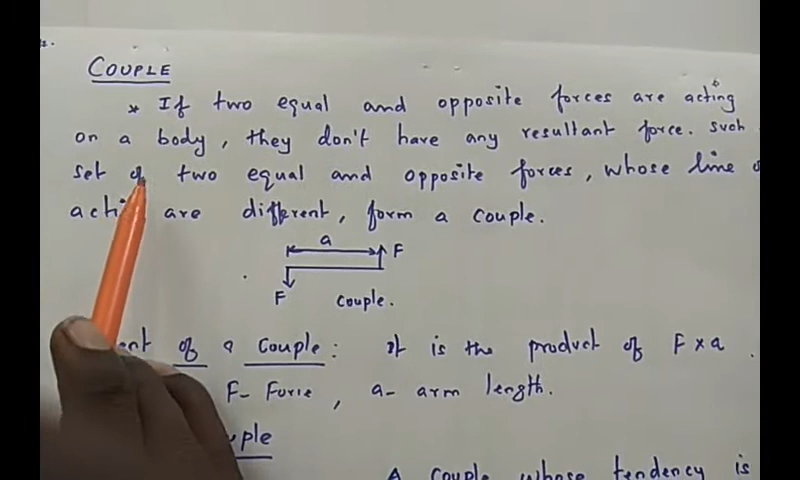 COUPLE
* If two equal and opposite forces are acting
on a body, they don't have any resultant force. Such
set of two equal and opposite forces, whose line
are different, form a couple.
a
F
F
couple.
of a Couple: It is the product of F x a.
F- Force, a- arm length.
A couple whose tendency is